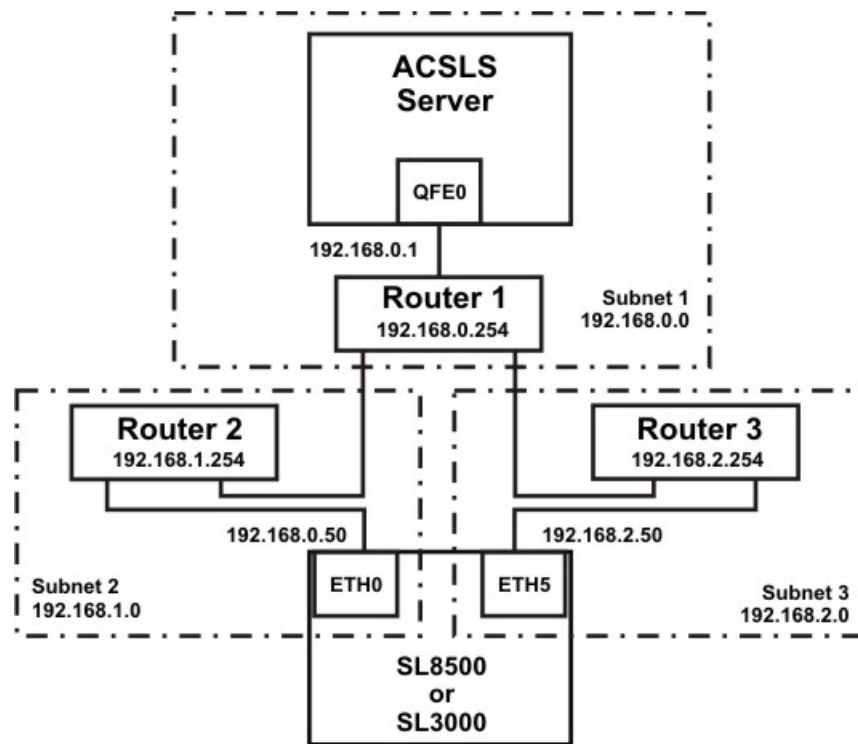 ACSLS
Server
QFE0
192.168.0.1
Router 1
192.168.0.254
Subnet 1
192.168.0.0
Router 2
192.168.1.254
Router 3
192.168.2.254
192.168.0.50
192.168.2.50
Subnet 2
192.168.1.0
ETH0
ETH5
Subnet 3
192.168.2.0
SL8500
or
SL3000